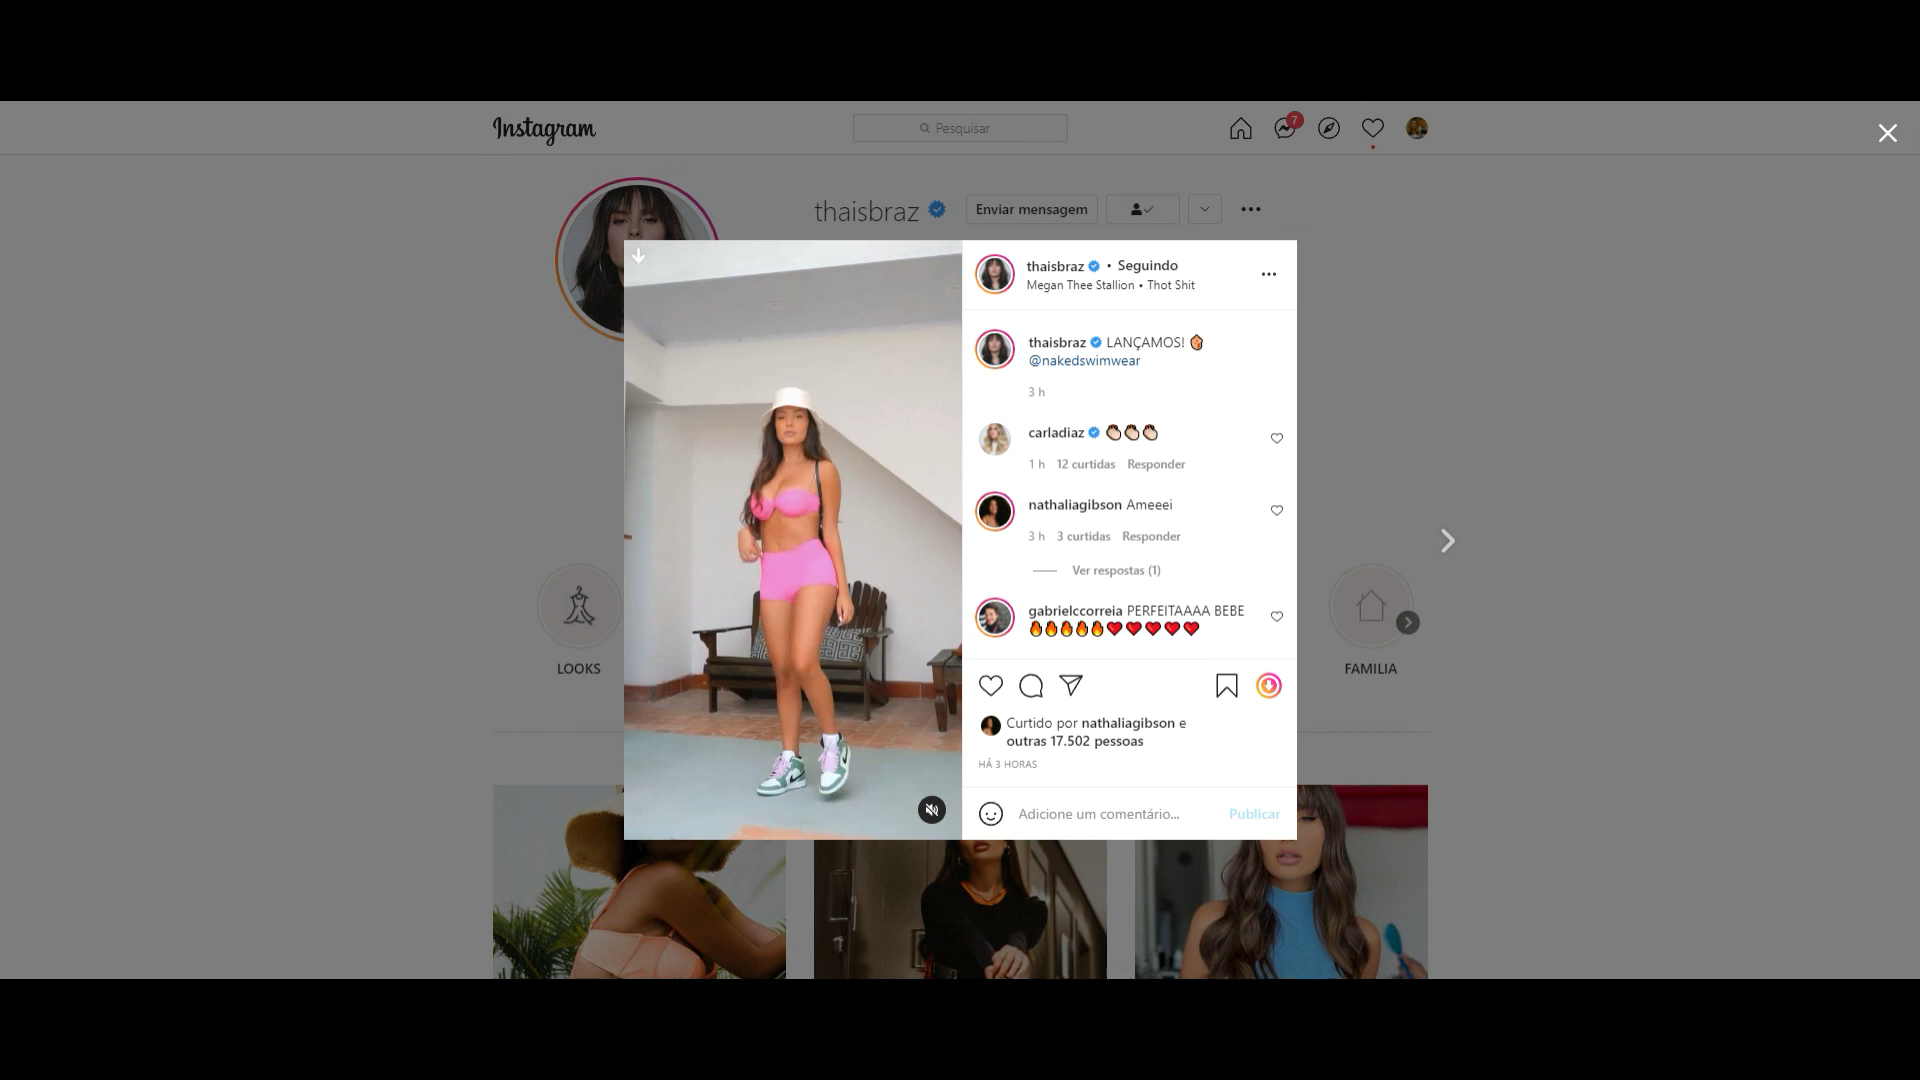 Instagram
Pesquisar
7
thaisbraz
Enviar mensagem
thaisbraz • Seguindo
Megan Thee Stallion • Thot Shit
thaisbraz LANÇAMOS!
@nakedswimwear
3 h
carladiaz 👏🏻👏🏻👏🏻
1 h 12 curtidas Responder
nathaliagibson Ameeei
3 h 3 curtidas Responder
Ver respostas (1)
gabrielccorreia PERFEITAAAA BEBE
🔥🔥🔥🔥🔥❤️❤️❤️❤️❤️
LOOKS
FAMILIA
Curtido por nathaliagibson e
outras 17.502 pessoas
HÁ 3 HORAS
Adicione um comentário...
Publicar